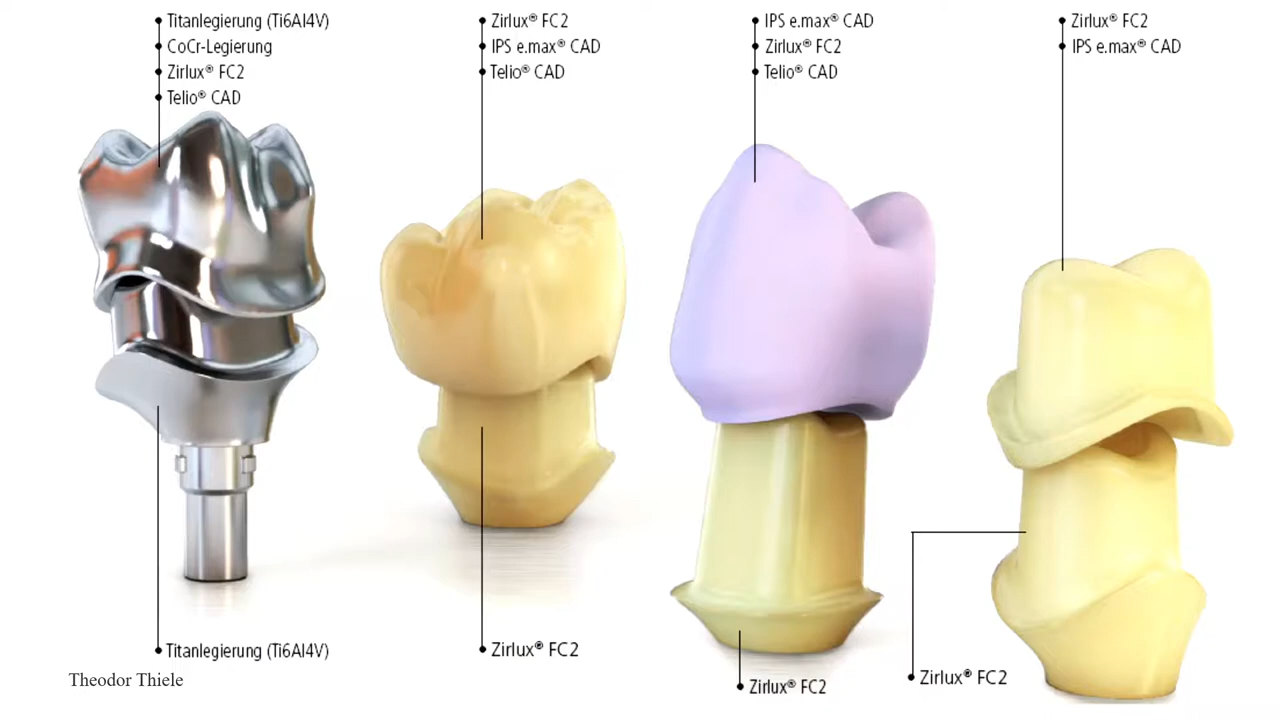 Titanlegierung (Ti6Al4V)
CoCr-Legierung
Zirlux® FC2
Telio® CAD
Zirlux® FC2
IPS e.max® CAD
Telio® CAD
IPS e.max® CAD
Zirlux® FC2
Telio® CAD
Zirlux® FC2
IPS e.max® CAD
Titanlegierung (Ti6Al4V)
Zirlux® FC2
Zirlux® FC2
Zirlux® FC2
Theodor Thiele